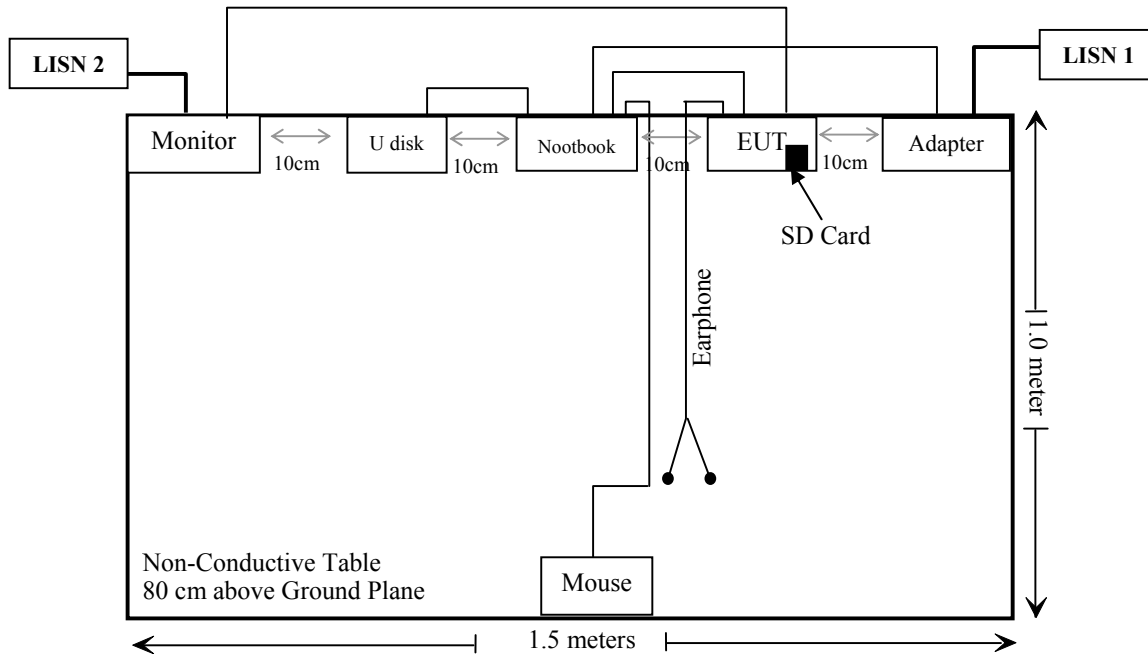 LISN 2
LISN 1
Monitor
U disk
Nootbook
EUT
Adapter
10cm
10cm
10cm
10cm
SD Card
Earphone
1.0 meter
Non-Conductive Table
80 cm above Ground Plane
Mouse
1.5 meters